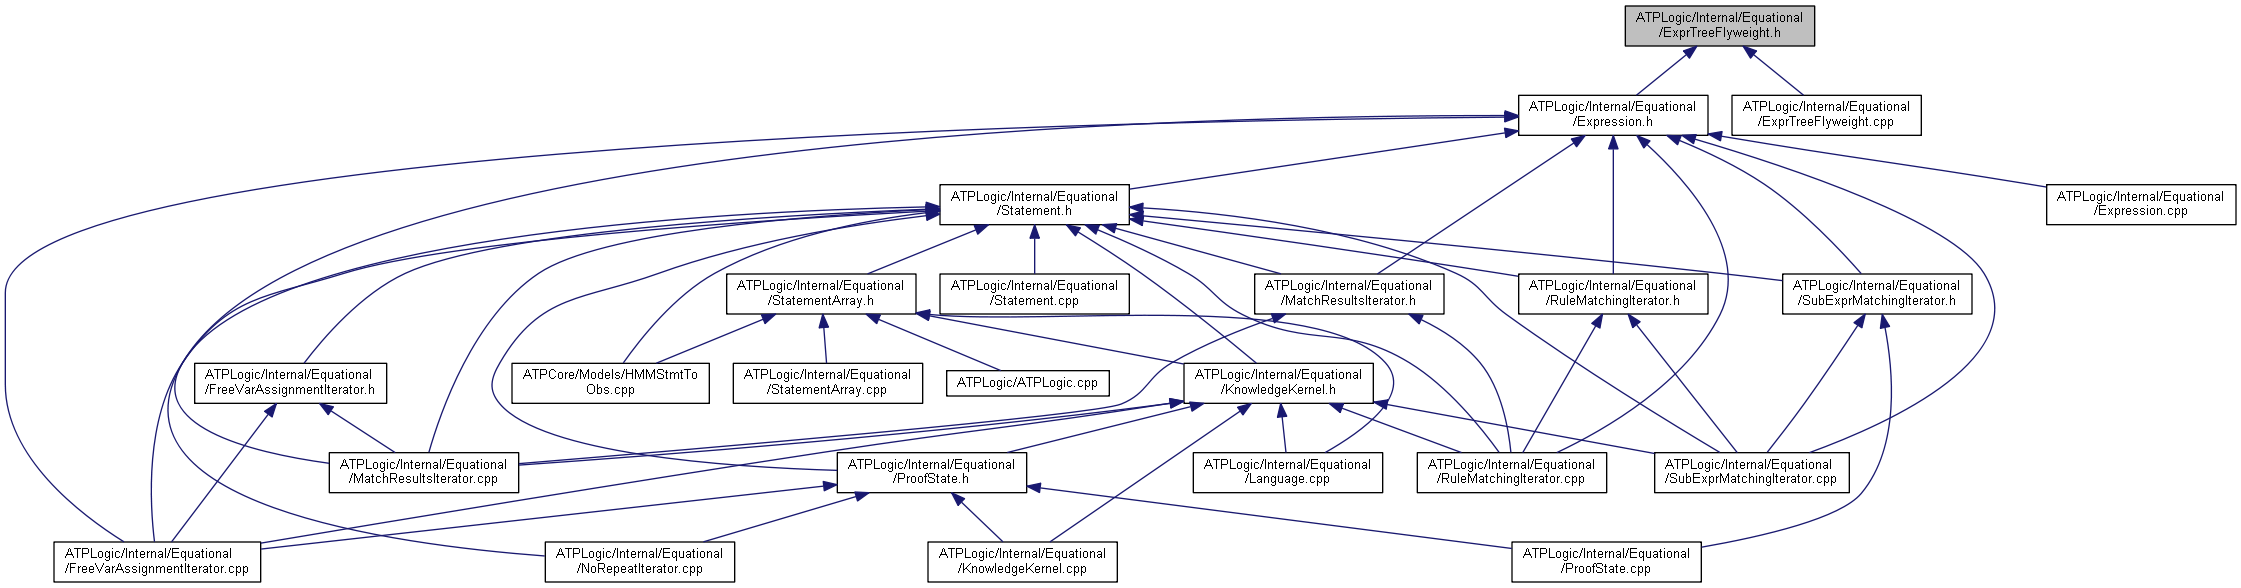 ATPLogic/Internal/Equational
/ExprTreeFlyweight.h
ATPLogic/Internal/Equational
/Expression.h
ATPLogic/Internal/Equational
/ExprTreeFlyweight.cpp
ATPLogic/Internal/Equational
/Statement.h
ATPLogic/Internal/Equational
/Expression.cpp
ATPLogic/Internal/Equational
/StatementArray.h
ATPLogic/Internal/Equational
/Statement.cpp
ATPLogic/Internal/Equational
/MatchResultsIterator.h
ATPLogic/Internal/Equational
/RuleMatchingIterator.h
ATPLogic/Internal/Equational
/SubExprMatchingIterator.h
ATPLogic/Internal/Equational
/FreeVarAssignmentIterator.h
ATPCore/Models/HMMStmtTo
Obs.cpp
ATPLogic/Internal/Equational
/StatementArray.cpp
ATPLogic/ATPLogic.cpp
ATPLogic/Internal/Equational
/KnowledgeKernel.h
ATPLogic/Internal/Equational
/MatchResultsIterator.cpp
ATPLogic/Internal/Equational
/ProofState.h
ATPLogic/Internal/Equational
/Language.cpp
ATPLogic/Internal/Equational
/RuleMatchingIterator.cpp
ATPLogic/Internal/Equational
/SubExprMatchingIterator.cpp
ATPLogic/Internal/Equational
/FreeVarAssignmentIterator.cpp
ATPLogic/Internal/Equational
/NoRepeatIterator.cpp
ATPLogic/Internal/Equational
/KnowledgeKernel.cpp
ATPLogic/Internal/Equational
/ProofState.cpp